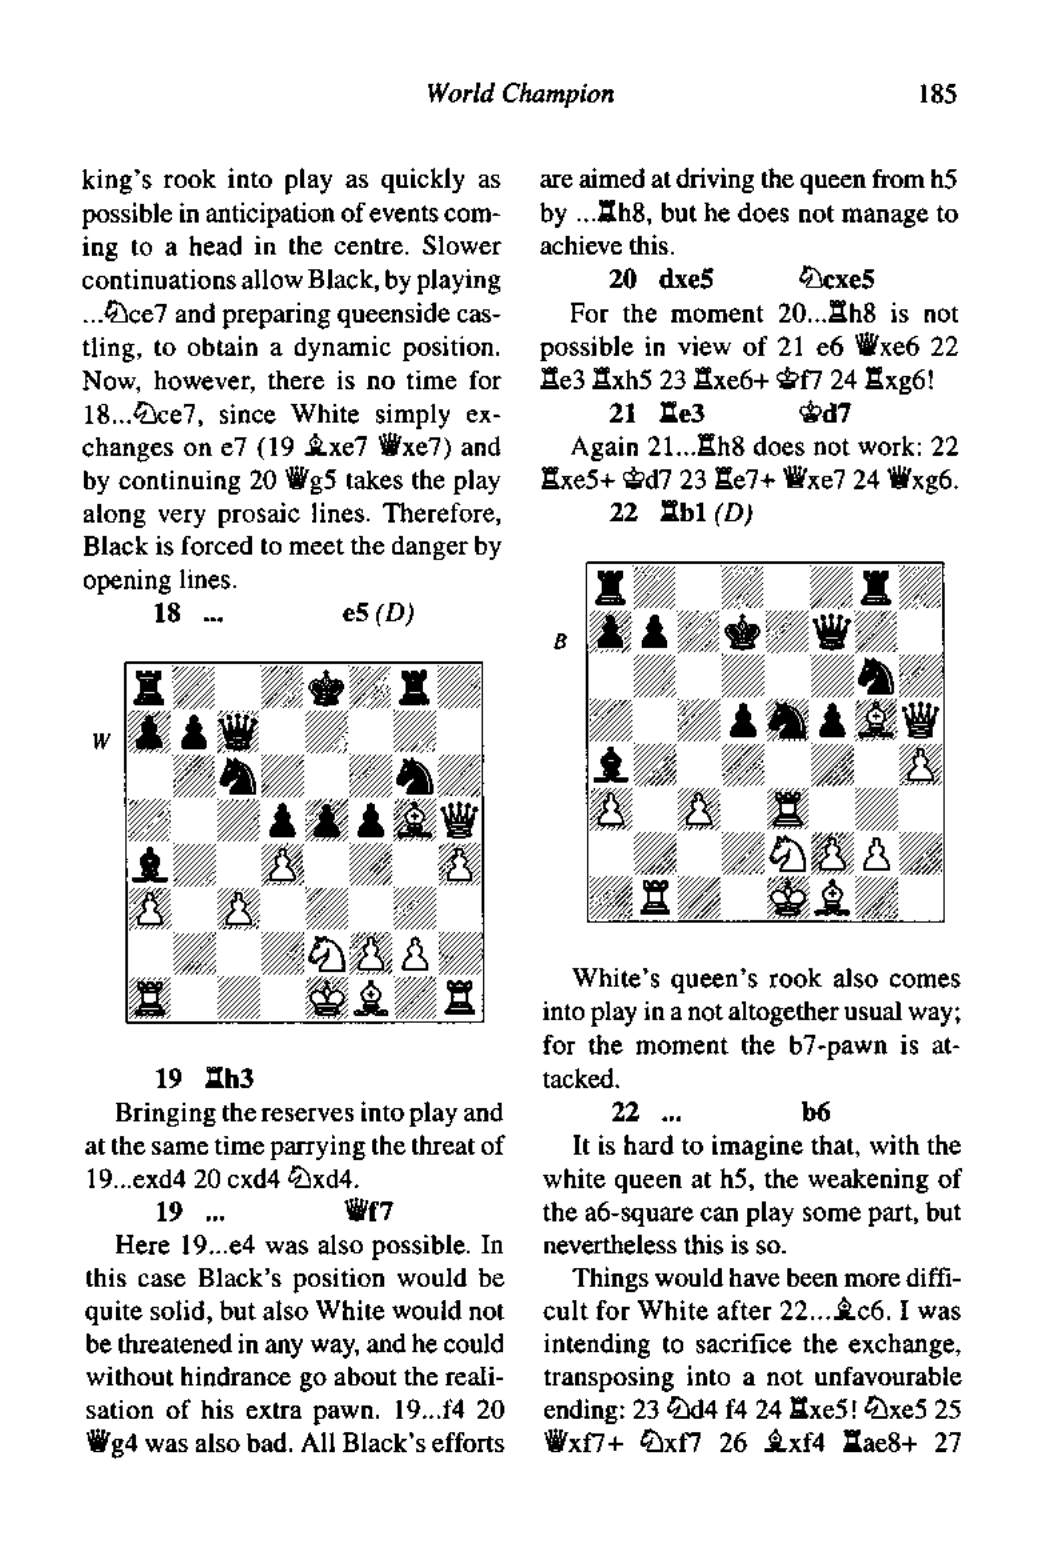 World Champion 185
king's rook into play as quickly as
possible in anticipation of events com-
ing to a head in the centre. Slower
continuations allow Black, by playing
...♘ce7 and preparing queenside cas-
tling, to obtain a dynamic position.
Now, however, there is no time for
18...♘ce7, since White simply ex-
changes on e7 (19 ♗xe7 ♕xe7) and
by continuing 20 ♕g5 takes the play
along very prosaic lines. Therefore,
Black is forced to meet the danger by
opening lines.
18 ... e5 (D)
W
19 ♖h3
Bringing the reserves into play and
at the same time parrying the threat of
19...exd4 20 cxd4 ♘xd4.
19 ... ♕f7
Here 19...e4 was also possible. In
this case Black's position would be
quite solid, but also White would not
be threatened in any way, and he could
without hindrance go about the reali-
sation of his extra pawn. 19...f4 20
♕g4 was also bad. All Black's efforts
are aimed at driving the queen from h5
by ...♖h8, but he does not manage to
achieve this.
20 dxe5 ♘cxe5
For the moment 20...♖h8 is not
possible in view of 21 e6 ♕xe6 22
♖e3 ♖xh5 23 ♖xe6+ ♔f7 24 ♖xg6!
21 ♖e3 ♔d7
Again 21...♖h8 does not work: 22
♖xe5+ ♔d7 23 ♖e7+ ♕xe7 24 ♕xg6.
22 ♖b1 (D)
B
White's queen's rook also comes
into play in a not altogether usual way;
for the moment the b7-pawn is at-
tacked.
22 ... b6
It is hard to imagine that, with the
white queen at h5, the weakening of
the a6-square can play some part, but
nevertheless this is so.
Things would have been more diffi-
cult for White after 22...♗c6. I was
intending to sacrifice the exchange,
transposing into a not unfavourable
ending: 23 ♘d4 f4 24 ♖xe5! ♘xe5 25
♕xf7+ ♘xf7 26 ♗xf4 ♖ae8+ 27